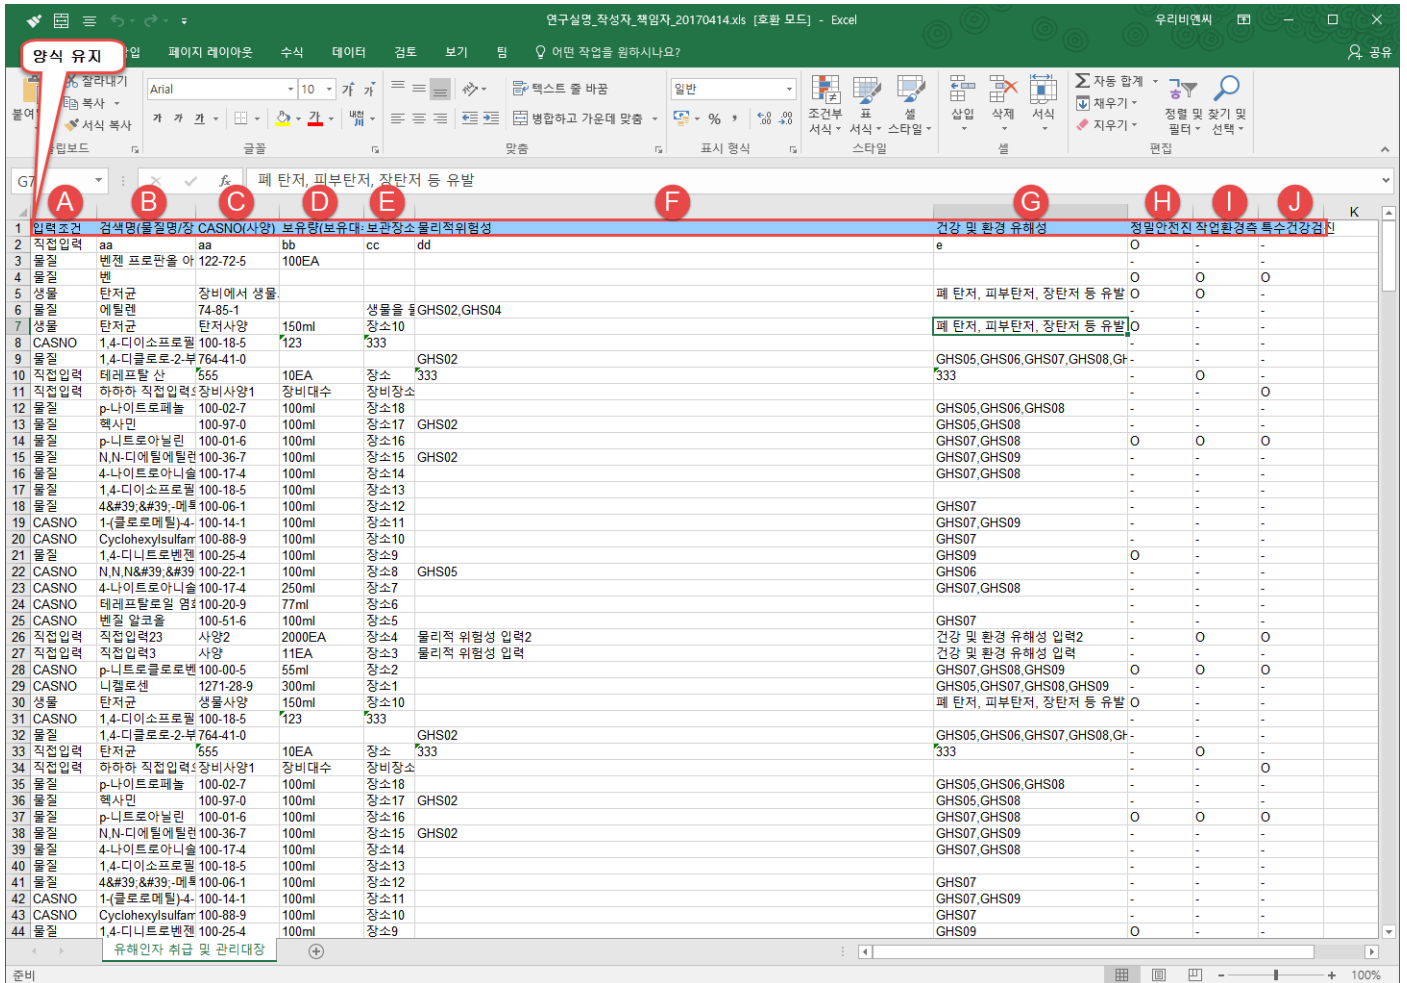 연구실명_작성자_책임자_20170414.xls [호환 모드] - Excel
우리비앤씨
양식 유지
입
페이지 레이아웃
수식
데이터
검토
보기
팀
어떤 작업을 원하시나요?
공유
잘라내기
복사
서식 복사
Arial
10
텍스트 줄 바꿈
병합하고 가운데 맞춤
일반
조건부 서식
표 서식
셀 스타일
삽입
삭제
서식
자동 합계
채우기
지우기
정렬 및 필터
찾기 및 선택
글꼴
맞춤
표시 형식
스타일
셀
편집
폐 탄저, 피부탄저, 장탄저 등 유발
A B C D E F G H I J K
1 입력조건 검색명(물질명/장 CASNO(사양) 보유량(보유대 보관장소 물리적위험성 건강 및 환경 유해성 정밀안전진 작업환경측 특수건강검진
2 직접입력 aa aa bb cc dd e O - -
3 물질 벤젠 프로판올 아 122-72-5 100EA - - -
4 물질 벤 O O O
5 생물 탄저균 장비에서 생물 폐 탄저, 피부탄저, 장탄저 등 유발 O O -
6 물질 에틸렌 74-85-1 생물을 GHS02,GHS04 - - -
7 생물 탄저균 탄저사양 150ml 장소10 폐 탄저, 피부탄저, 장탄저 등 유발 O - -
8 CASNO 1,4-디이소프로필 100-18-5 123 333 - - -
9 물질 1,4-디클로로-2-부 764-41-0 GHS02 GHS05,GHS06,GHS07,GHS08,GH - - -
10 직접입력 테레프탈 산 555 10EA 장소 333 333 - O -
11 직접입력 하하하 직접입력 장비사양1 장비대수 장비장소 - - O
12 물질 p-나이트로페놀 100-02-7 100ml 장소18 GHS05,GHS06,GHS08 - - -
13 물질 헥사민 100-97-0 100ml 장소17 GHS02 GHS05,GHS08 - - -
14 물질 p-니트로아닐린 100-01-6 100ml 장소16 GHS07,GHS08 O O O
15 물질 N,N-디에틸에틸렌 100-36-7 100ml 장소15 GHS02 GHS07,GHS09 - - -
16 물질 4-나이트로아니솔 100-17-4 100ml 장소14 GHS07,GHS08 - - -
17 물질 1,4-디이소프로필 100-18-5 100ml 장소13 - - -
18 물질 4&#39;&#39;-메톡 100-06-1 100ml 장소12 GHS07 - - -
19 CASNO 1-(클로로메틸)-4- 100-14-1 100ml 장소11 GHS07,GHS09 - - -
20 CASNO Cyclohexylsulfam 100-88-9 100ml 장소10 GHS07 - - -
21 물질 1,4-디니트로벤젠 100-25-4 100ml 장소9 GHS09 O - -
22 CASNO N,N,N&#39;&#39 100-22-1 100ml 장소8 GHS05 GHS06 - - -
23 CASNO 4-나이트로아니솔 100-17-4 250ml 장소7 GHS07,GHS08 - - -
24 CASNO 테레프탈로일 염 100-20-9 77ml 장소6 - - -
25 CASNO 벤질 알코올 100-51-6 100ml 장소5 GHS07 - - -
26 직접입력 직접입력23 사양2 2000EA 장소4 물리적 위험성 입력2 건강 및 환경 유해성 입력2 - O O
27 직접입력 직접입력3 사양 11EA 장소3 물리적 위험성 입력 건강 및 환경 유해성 입력 - O O
28 CASNO p-니트로클로로벤 100-00-5 55ml 장소2 GHS07,GHS08,GHS09 O O O
29 CASNO 니켈로센 1271-28-9 300ml 장소1 GHS05,GHS07,GHS08,GHS09 - - -
30 생물 탄저균 생물사양 150ml 장소10 폐 탄저, 피부탄저, 장탄저 등 유발 O - -
31 CASNO 1,4-디이소프로필 100-18-5 123 333 - - -
32 물질 1,4-디클로로-2-부 764-41-0 GHS02 GHS05,GHS06,GHS07,GHS08,GH - - -
33 직접입력 탄저균 555 10EA 장소 333 333 - O -
34 직접입력 하하하 직접입력 장비사양1 장비대수 장비장소 - - O
35 물질 p-나이트로페놀 100-02-7 100ml 장소18 GHS05,GHS06,GHS08 - - -
36 물질 헥사민 100-97-0 100ml 장소17 GHS02 GHS05,GHS08 - - -
37 물질 p-니트로아닐린 100-01-6 100ml 장소16 GHS07,GHS08 O O O
38 물질 N,N-디에틸에틸렌 100-36-7 100ml 장소15 GHS02 GHS07,GHS09 - - -
39 물질 4-나이트로아니솔 100-17-4 100ml 장소14 GHS07,GHS08 - - -
40 물질 1,4-디이소프로필 100-18-5 100ml 장소13 - - -
41 물질 4&#39;&#39;-메톡 100-06-1 100ml 장소12 GHS07 - - -
42 CASNO 1-(클로로메틸)-4- 100-14-1 100ml 장소11 GHS07,GHS09 - - -
43 CASNO Cyclohexylsulfam 100-88-9 100ml 장소10 GHS07 - - -
44 물질 1,4-디니트로벤젠 100-25-4 100ml 장소9 GHS09 O - -
유해인자 취급 및 관리대장
준비
100%